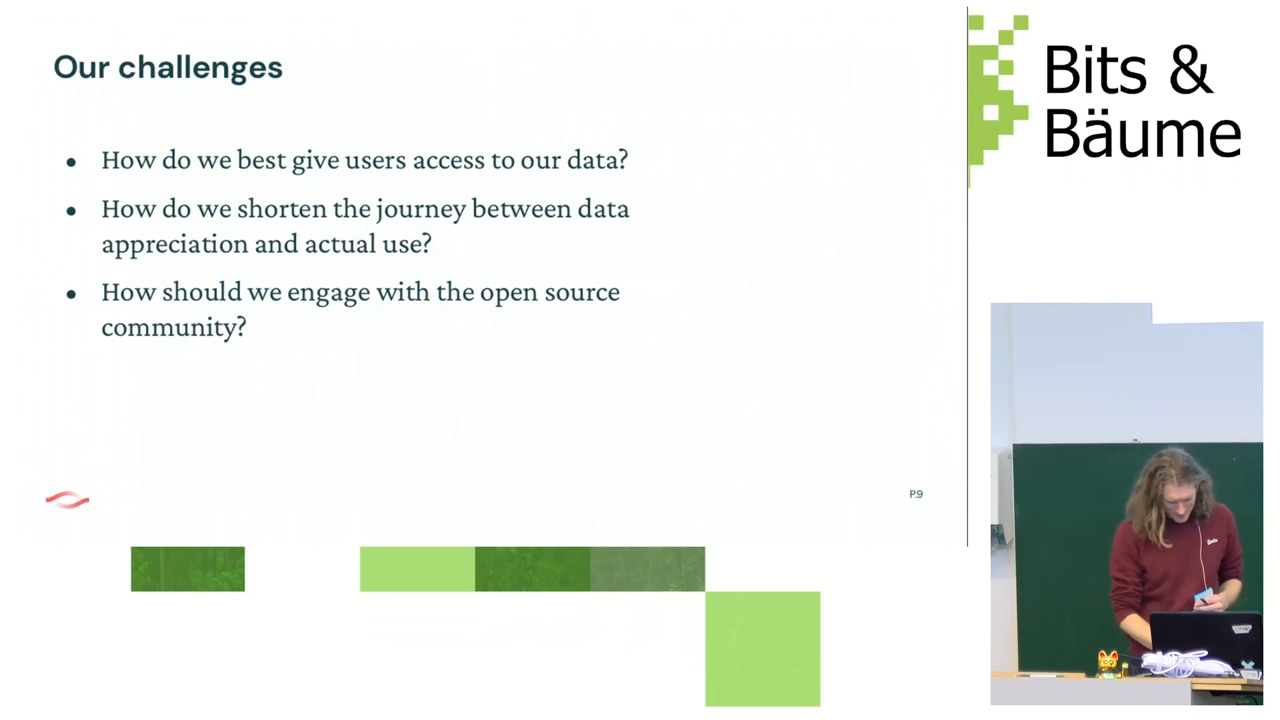 Our challenges
How do we best give users access to our data?
How do we shorten the journey between data
appreciation and actual use?
How should we engage with the open source
community?
P.9
Bits &
Bäume